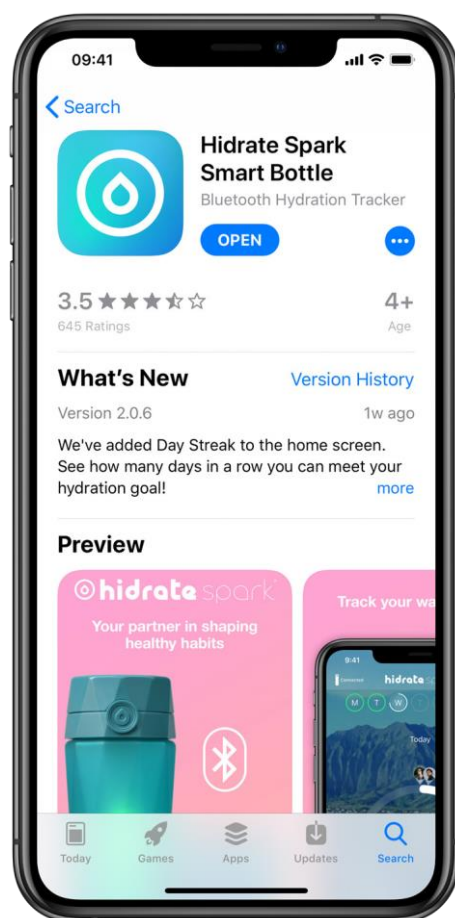 09:41
Search
Hidrate Spark
Smart Bottle
Bluetooth Hydration Tracker
OPEN
3.5
4+
645 Ratings
Age
What's New
Version History
Version 2.0.6
1w ago
We've added Day Streak to the home screen.
See how many days in a row you can meet your
hydration goal!
more
Preview
hidrate spark
Your partner in shaping
healthy habits
Track your wa
9:41
hidrate sp
M T W
Today
Today
Games
Apps
Updates
Search